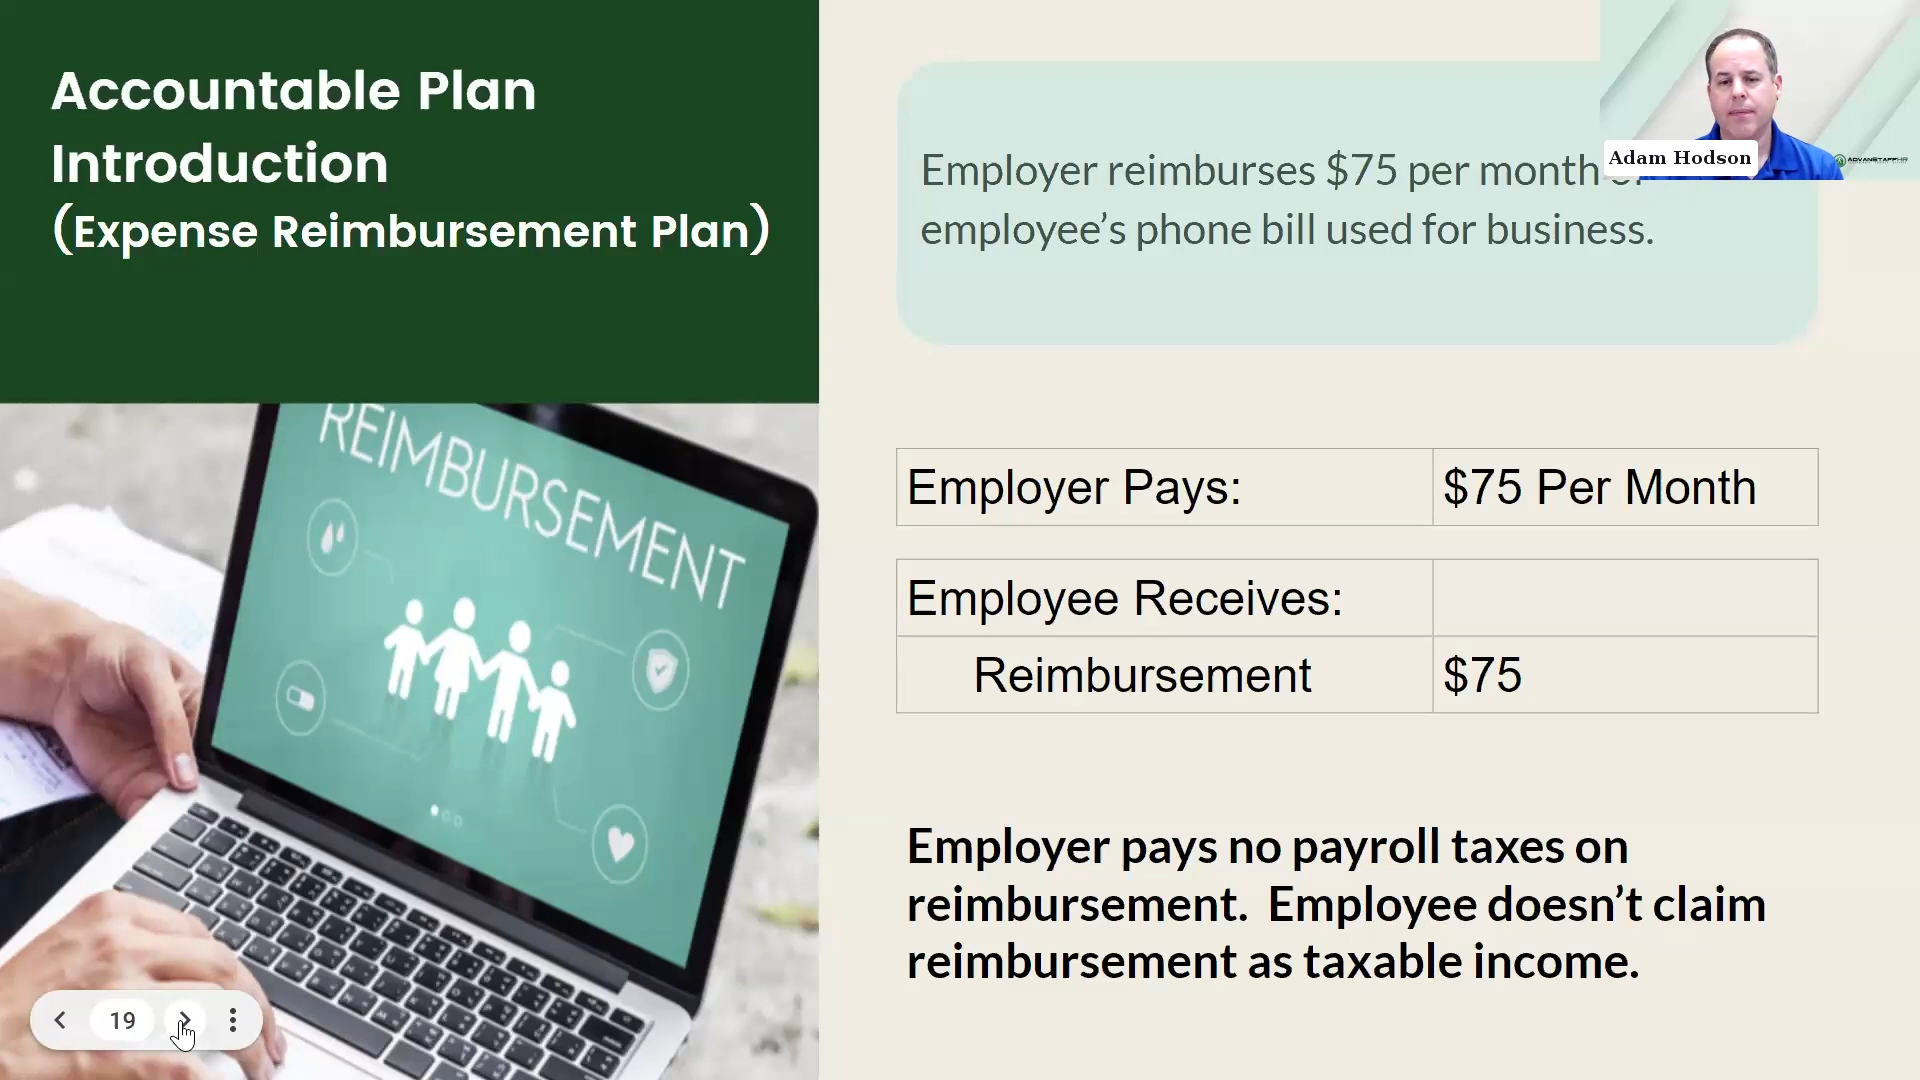 Accountable Plan
Introduction
(Expense Reimbursement Plan)
Employer reimburses $75 per month
employee’s phone bill used for business.
Adam Hodson
ADVANSTAFFHR
Employer Pays: $75 Per Month
Employee Receives:
Reimbursement $75
Employer pays no payroll taxes on
reimbursement. Employee doesn’t claim
reimbursement as taxable income.
REIMBURSEMENT
19